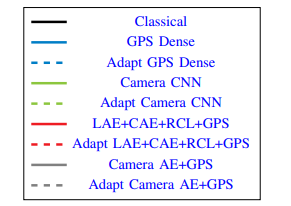 Classical
GPS Dense
Adapt GPS Dense
Camera CNN
Adapt Camera CNN
LAE+CAE+RCL+GPS
Adapt LAE+CAE+RCL+GPS
Camera AE+GPS
Adapt Camera AE+GPS